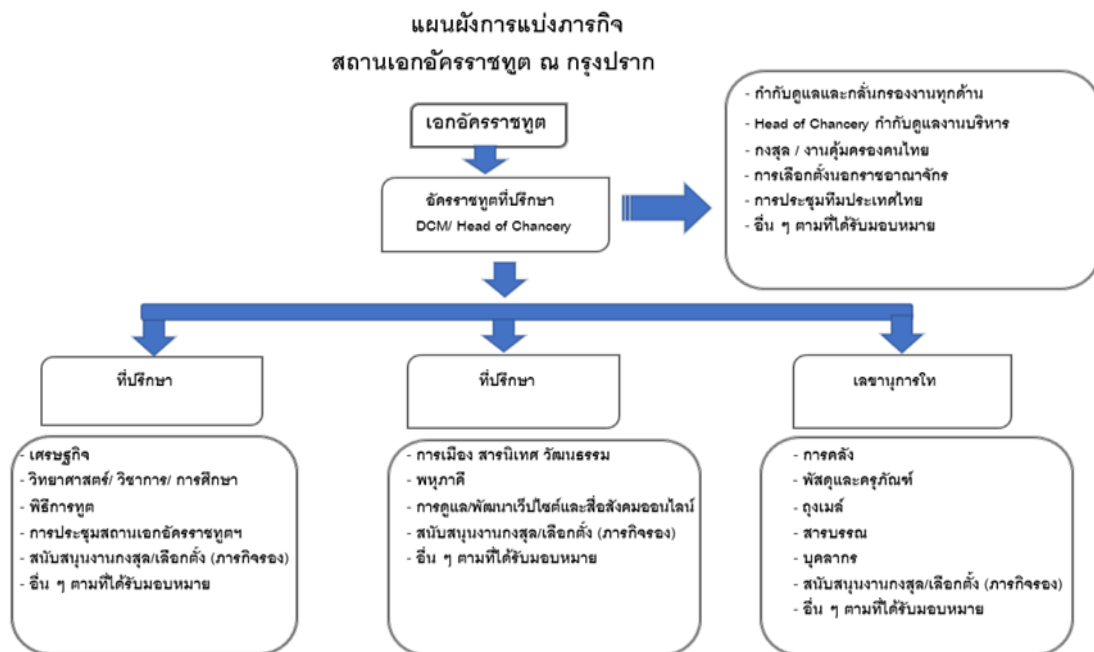 แผนผังการแบ่งภารกิจ
สถานเอกอัครราชทูต ณ กรุงปราก
เอกอัครราชทูต
อัครราชทูตที่ปรึกษา
DCM/ Head of Chancery
- กำกับดูแลและกลั่นกรองงานทุกด้าน
- Head of Chancery กำกับดูแลงานบริหาร
- กงสุล / งานคุ้มครองคนไทย
- การเลือกตั้งนอกราชอาณาจักร
- การประชุมทีมประเทศไทย
- อื่น ๆ ตามที่ได้รับมอบหมาย
ที่ปรึกษา
- เศรษฐกิจ
- วิทยาศาสตร์/ วิชาการ/ การศึกษา
- พิธีการทูต
- การประชุมสถานเอกอัครราชทูตฯ
- สนับสนุนงานกงสุล/เลือกตั้ง (ภารกิจรอง)
- อื่น ๆ ตามที่ได้รับมอบหมาย
ที่ปรึกษา
- การเมือง สารนิเทศ วัฒนธรรม
- พหุภาคี
- การดูแล/พัฒนาเว็ปไซต์และสื่อสังคมออนไลน์
- สนับสนุนงานกงสุล/เลือกตั้ง (ภารกิจรอง)
- อื่น ๆ ตามที่ได้รับมอบหมาย
เลขานุการโท
- การคลัง
- พัสดุและครุภัณฑ์
- ถุงเมล์
- สารบรรณ
- บุคลากร
- สนับสนุนงานกงสุล/เลือกตั้ง (ภารกิจรอง)
- อื่น ๆ ตามที่ได้รับมอบหมาย